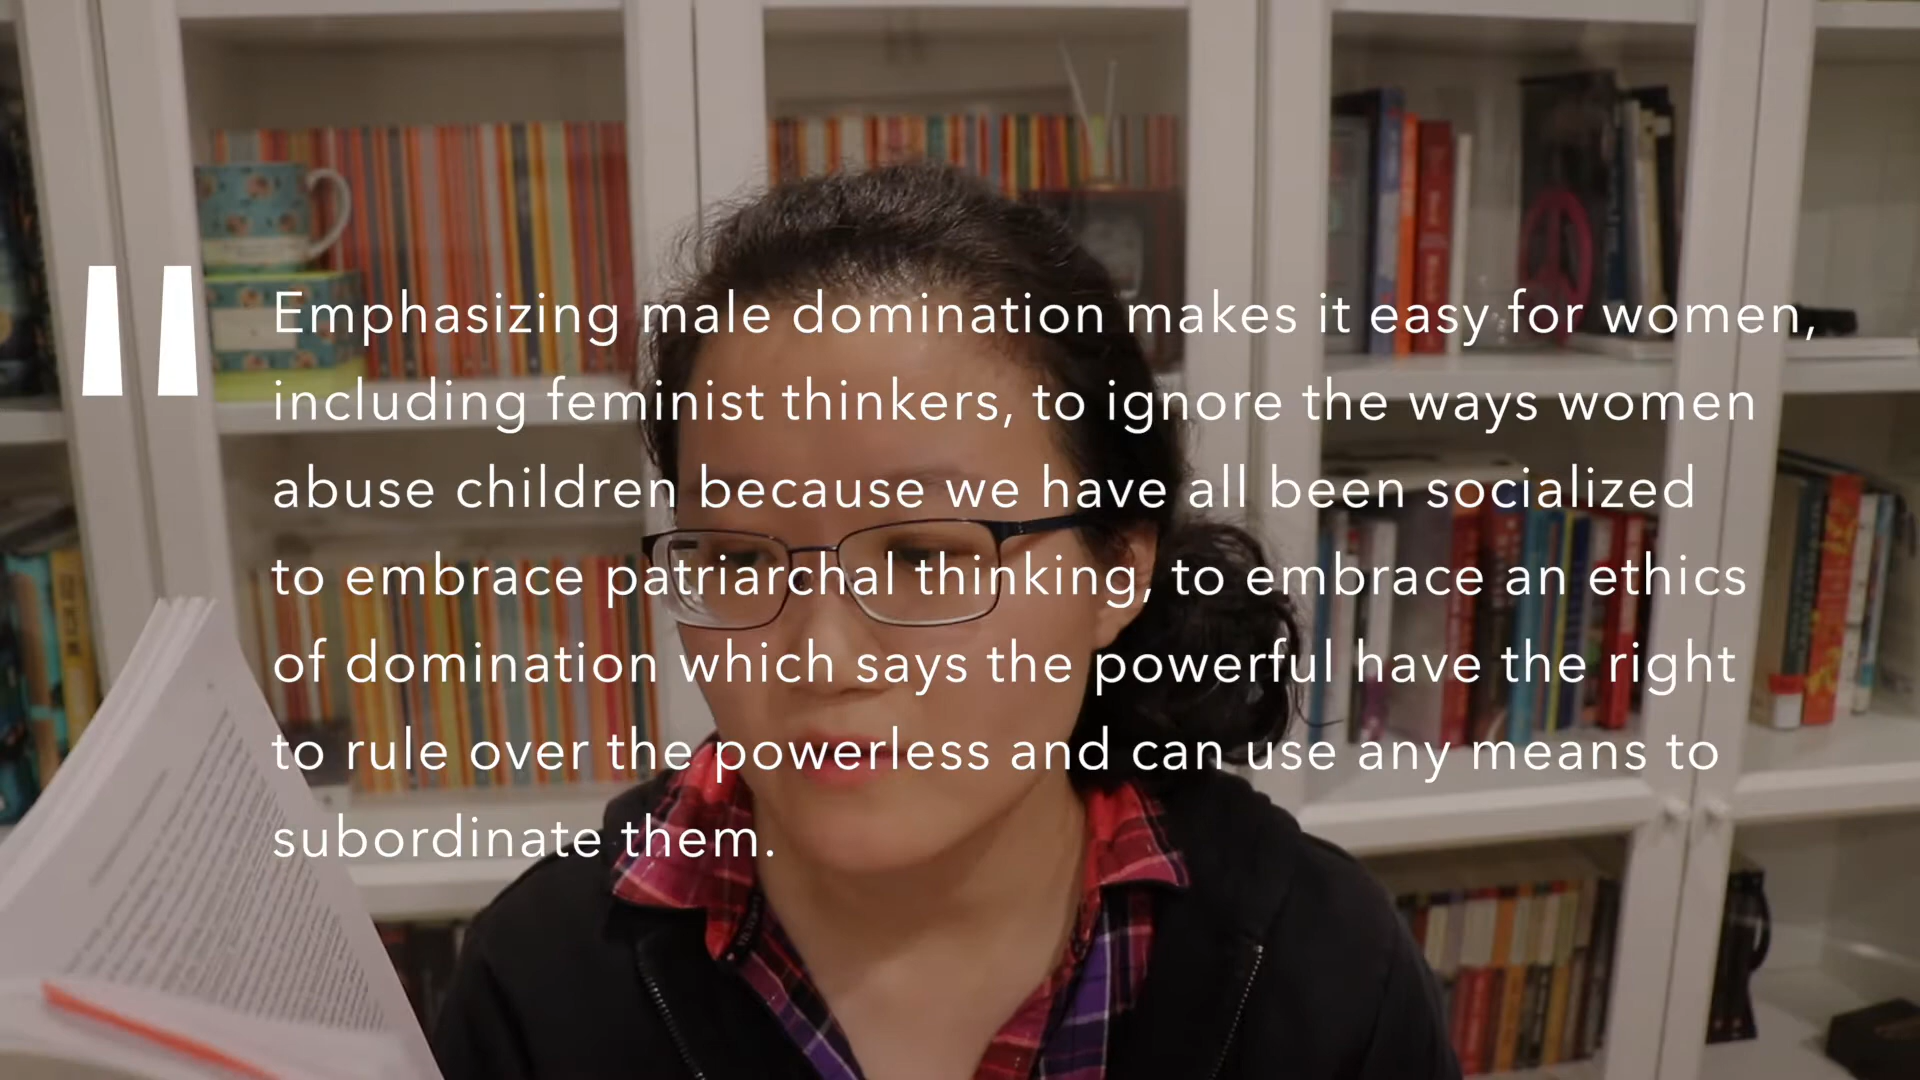 "
Emphasizing male domination makes it easy for women,
including feminist thinkers, to ignore the ways women
abuse children because we have all been socialized
to embrace patriarchal thinking, to embrace an ethics
of domination which says the powerful have the right
to rule over the powerless and can use any means to
subordinate them.